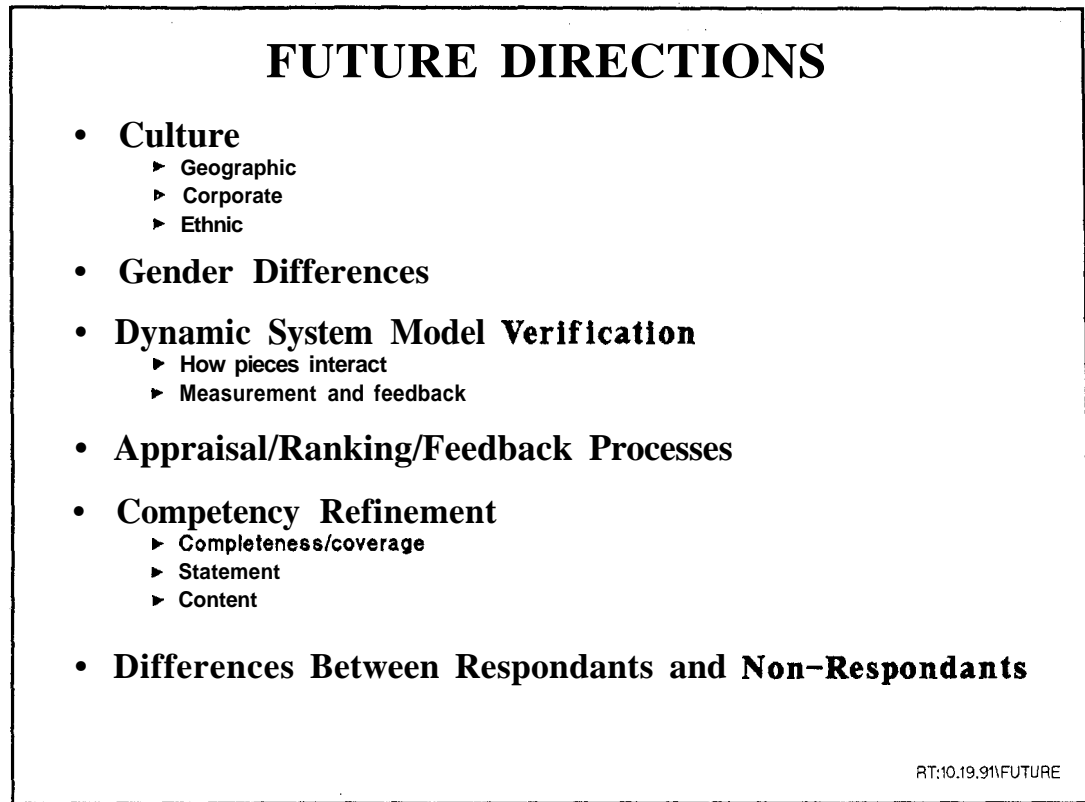 FUTURE DIRECTIONS
• Culture
► Geographic
► Corporate
► Ethnic
• Gender Differences
• Dynamic System Model Verification
► How pieces interact
► Measurement and feedback
• Appraisal/Ranking/Feedback Processes
• Competency Refinement
► Completeness/coverage
► Statement
► Content
• Differences Between Respondants and Non-Respondants
RT:10.19.91\FUTURE